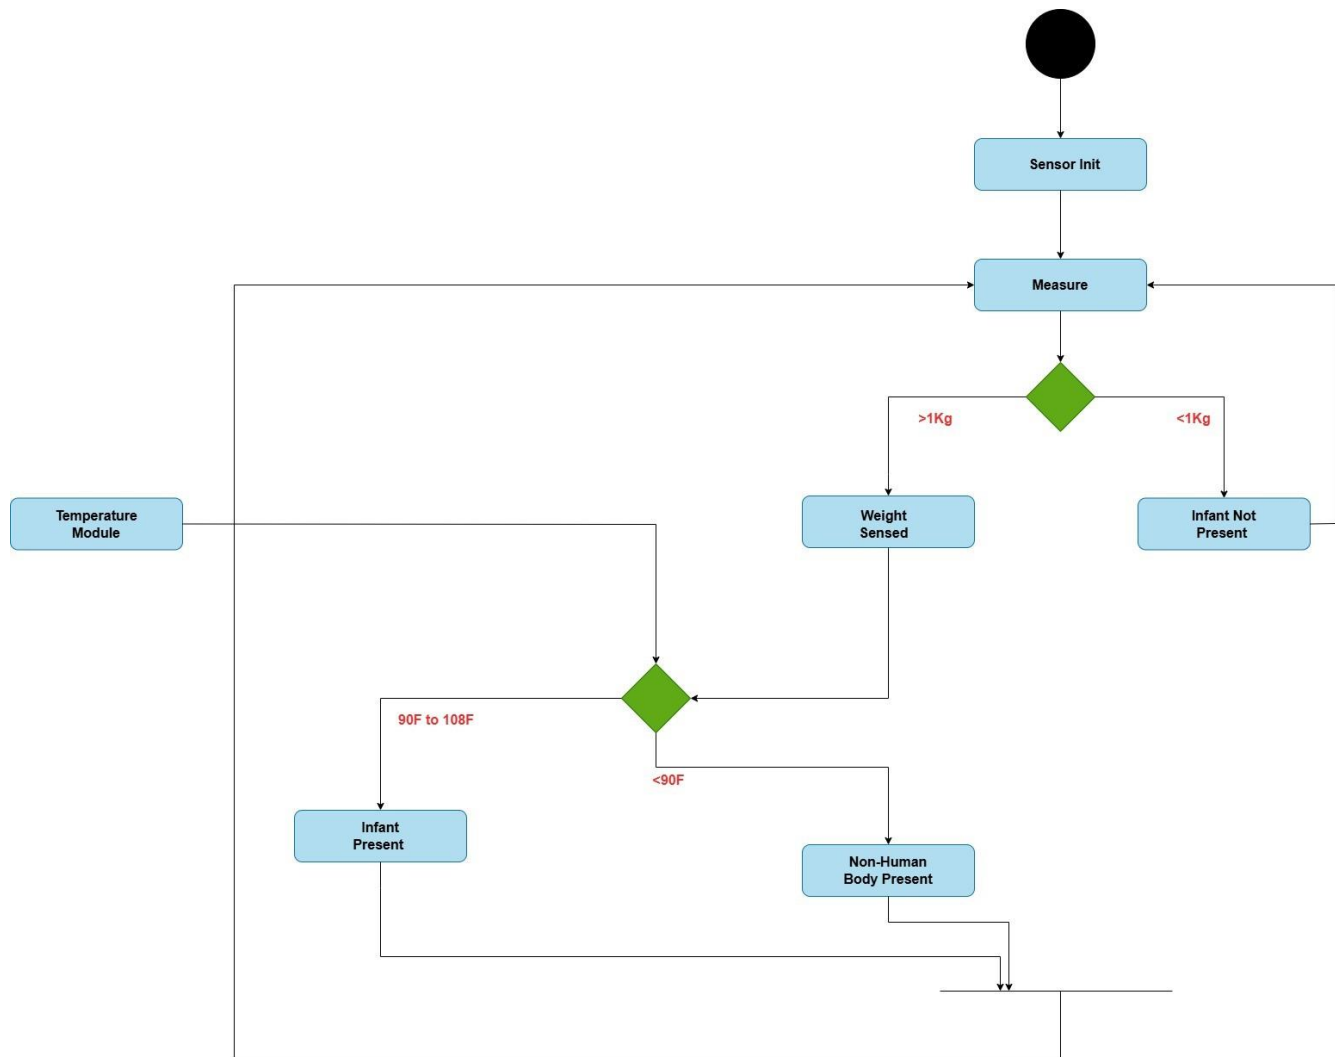 Sensor Init
Measure
>1Kg
<1Kg
Temperature
Module
Weight
Sensed
Infant Not
Present
90F to 108F
<90F
Infant
Present
Non-Human
Body Present